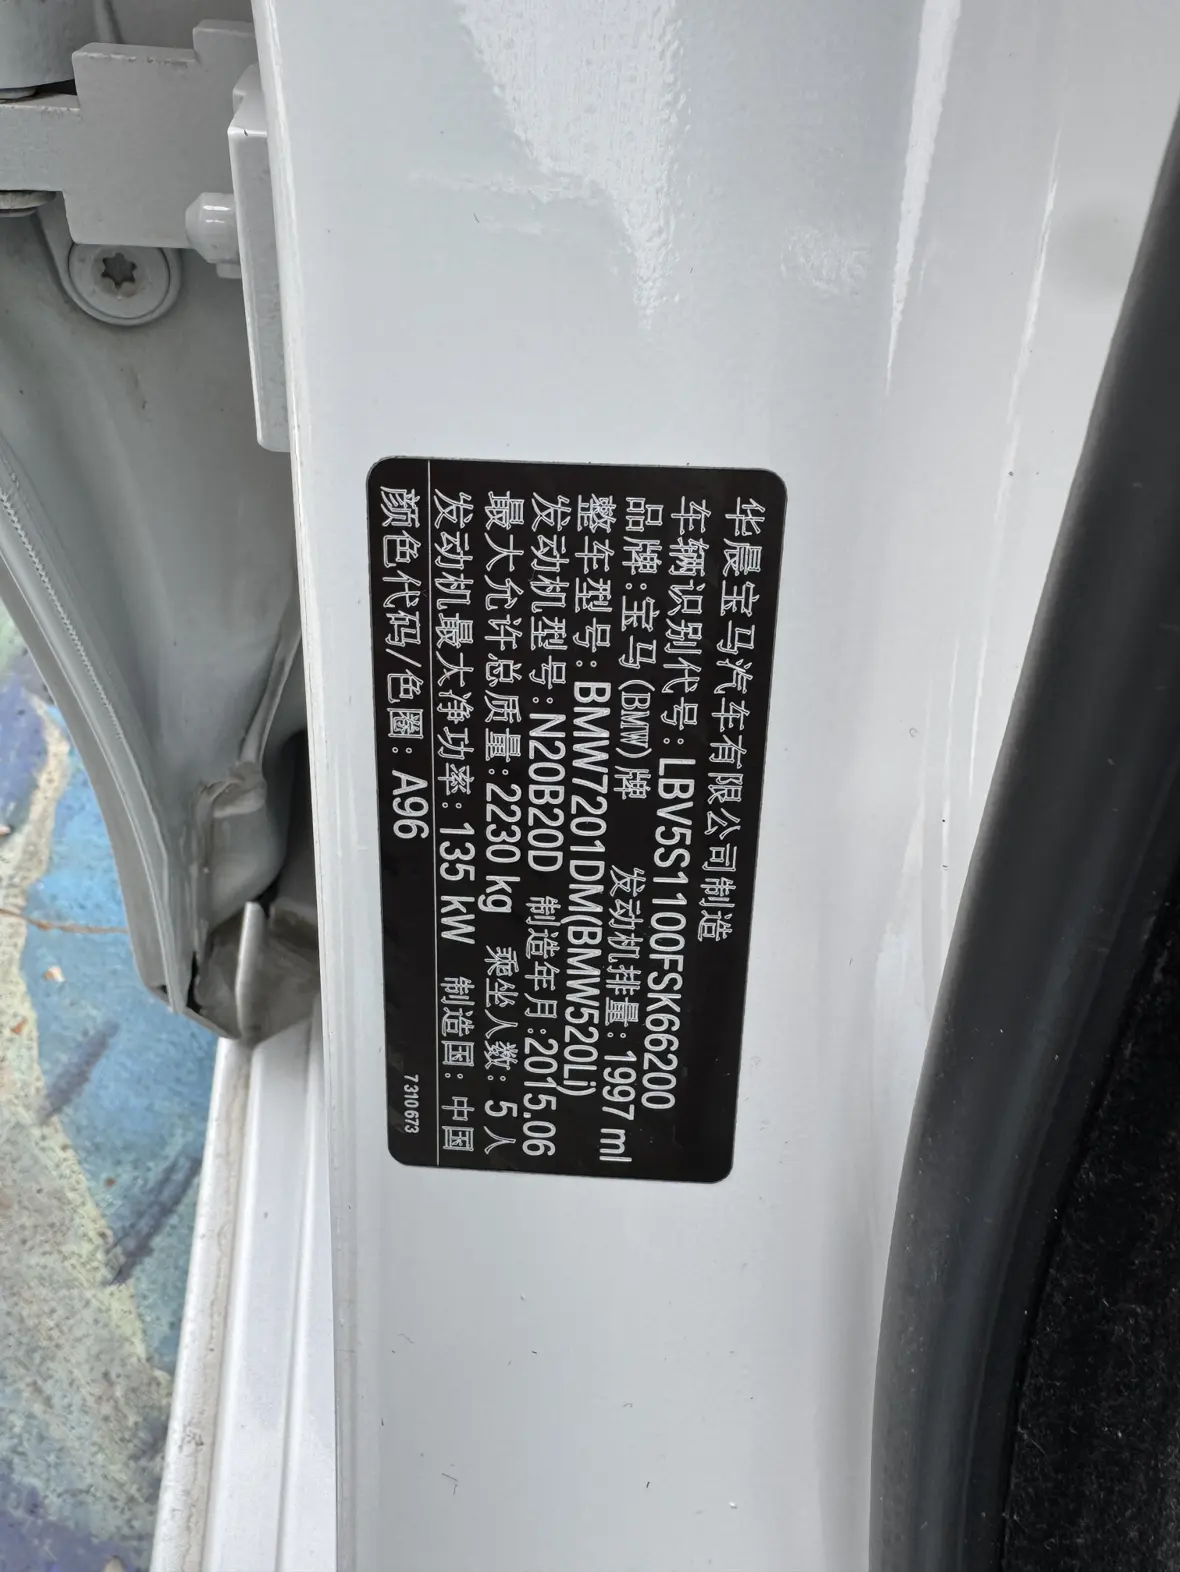 华晨宝马汽车有限公司制造
车辆识别代号：LBV5S1100FSK66200
品牌：宝马(BMW)牌 发动机排量：1997 ml
整车型号：BMW7201DM(BMW520Li)
发动机型号：N20B20D 制造年月：2015.06
最大允许总质量：2230 kg 乘坐人数：5 人
发动机最大净功率：135 kW 制造国：中国
颜色代码/色圈：A96 7310673